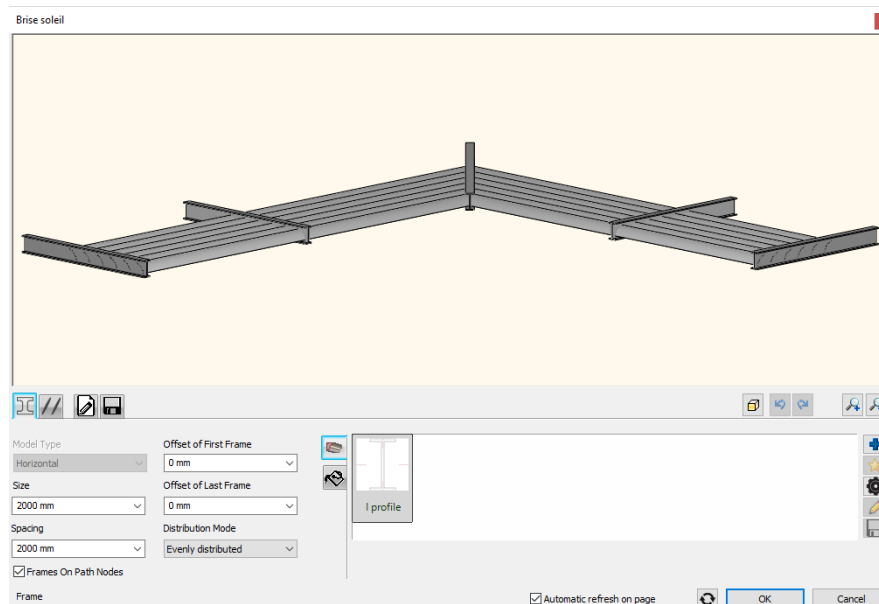 Brise soleil
Model Type
Offset of First Frame
Horizontal
0 mm
Size
Offset of Last Frame
2000 mm
0 mm
I profile
Spacing
Distribution Mode
2000 mm
Evenly distributed
Frames On Path Nodes
Frame
Automatic refresh on page
OK
Cancel